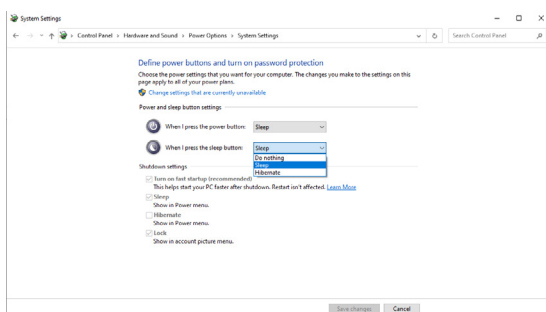 System Settings
Control Panel > Hardware and Sound > Power Options > System Settings
Search Control Panel
Define power buttons and turn on password protection
Choose the power settings that you want for your computer. The changes you make to the settings on this
page apply to all of your power plans.
Change settings that are currently unavailable
Power and sleep button settings
When I press the power button: Sleep
When I press the sleep button: Sleep
Do nothing
Sleep
Hibernate
Shutdown settings
Turn on fast startup (recommended)
This helps start your PC faster after shutdown. Restart isn't affected. Learn More
Sleep
Show in Power menu.
Hibernate
Show in Power menu.
Lock
Show in account picture menu.
Save changes Cancel